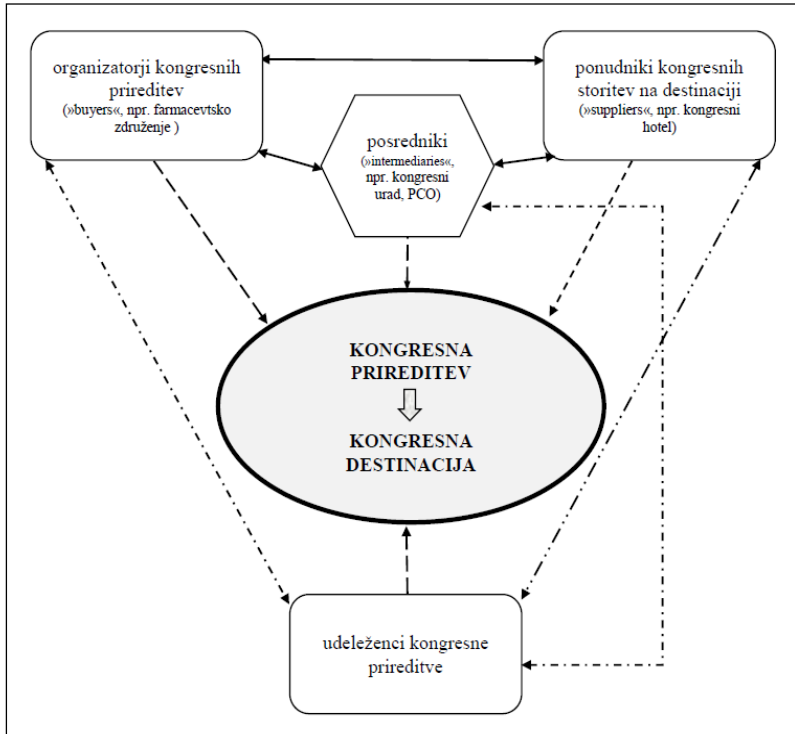 organizatorji kongresnih
prireditev
(»buyers«, npr. farmacevtsko
združenje )
ponudniki kongresnih
storitev na destinaciji
(»suppliers«, npr. kongresni
hotel)
posredniki
(»intermediaries«,
npr. kongresni
urad, PCO)
KONGRESNA
PRIREDITEV
KONGRESNA
DESTINACIJA
udeleženci kongresne
prireditve